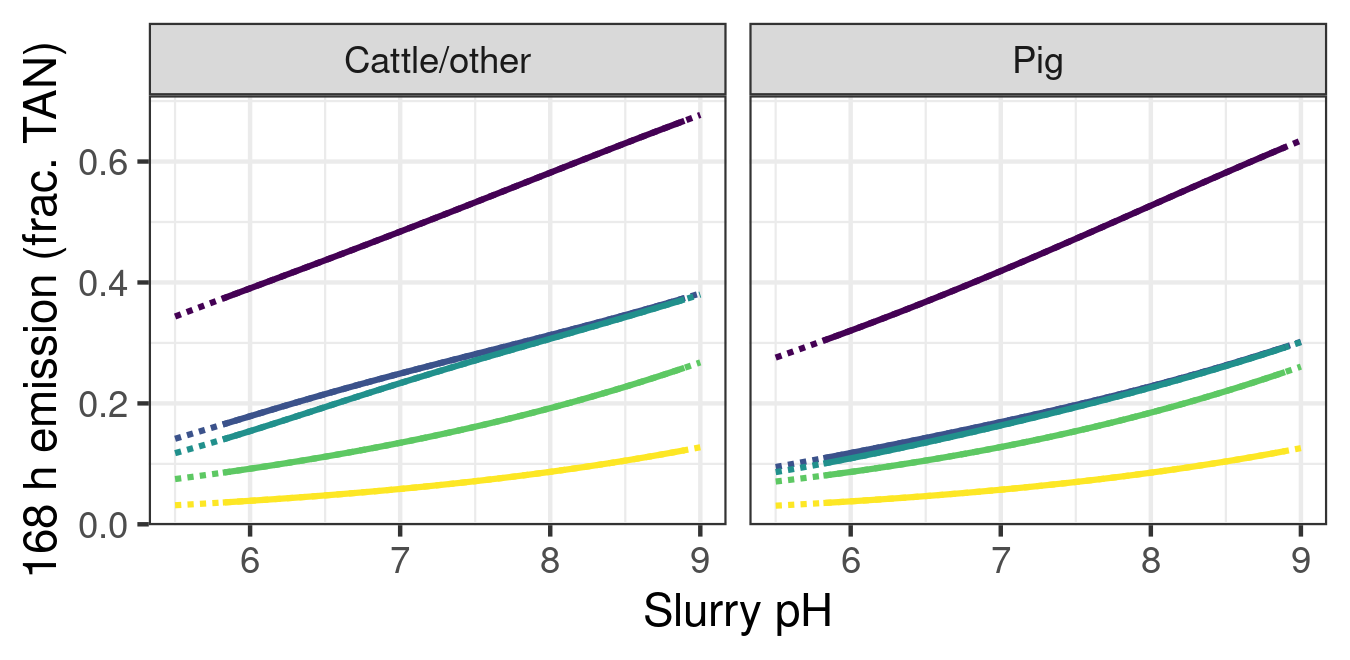 Cattle/other
Pig
168 h emission (frac. TAN)
0.6
0.4
0.2
0.0
6 7 8 9
6 7 8 9
Slurry pH